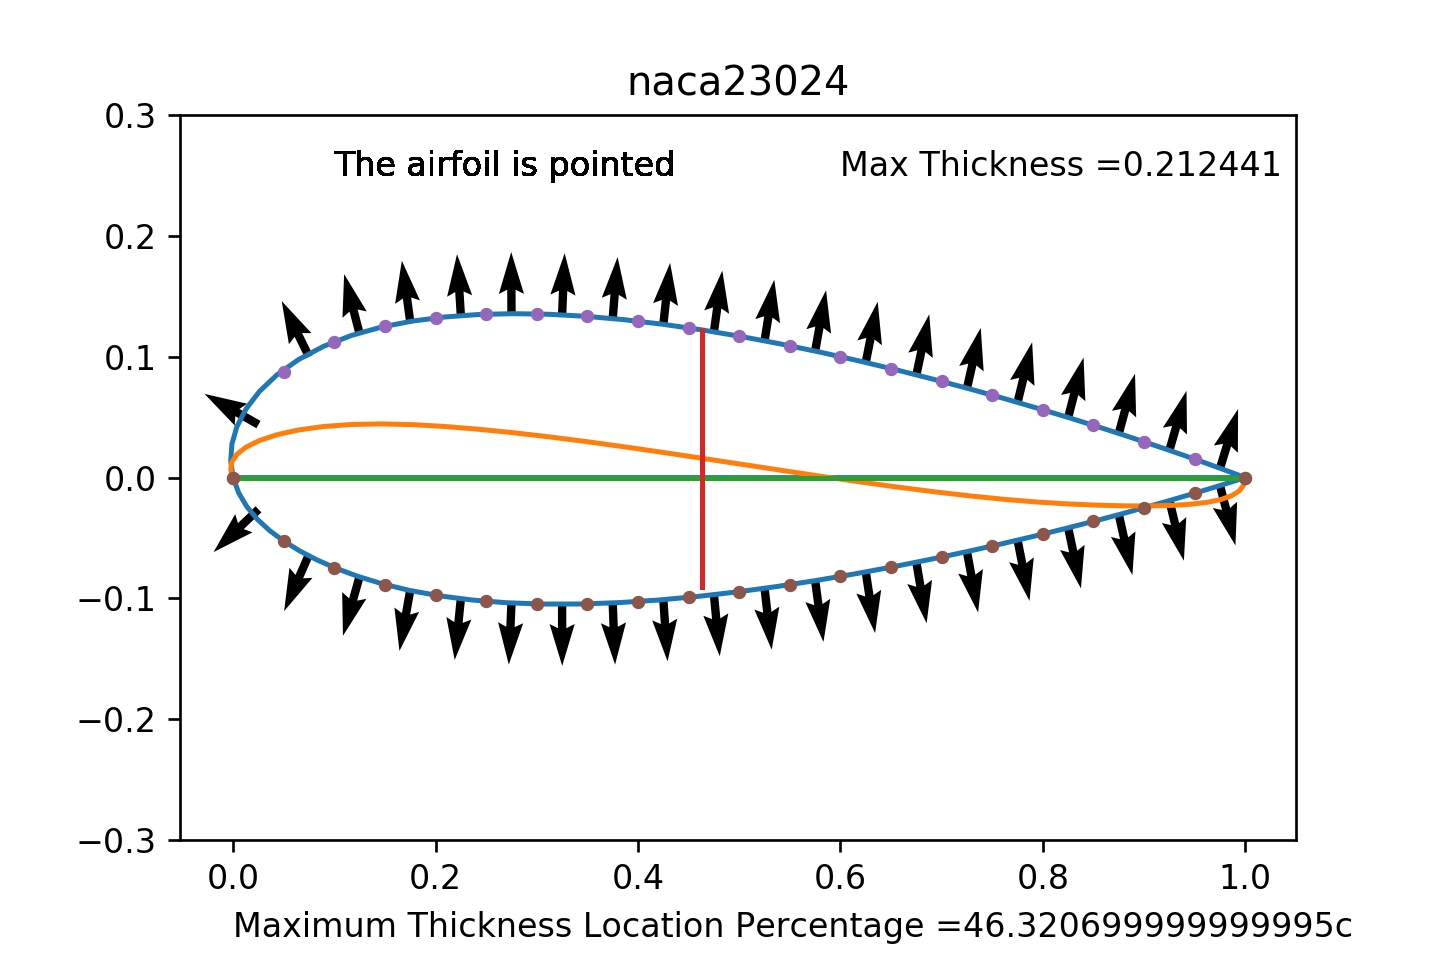 naca23024
The airfoil is pointed
Max Thickness =0.212441
0.3
0.2
0.1
0.0
−0.1
−0.2
−0.3
0.0 0.2 0.4 0.6 0.8 1.0
Maximum Thickness Location Percentage =46.320699999999995c